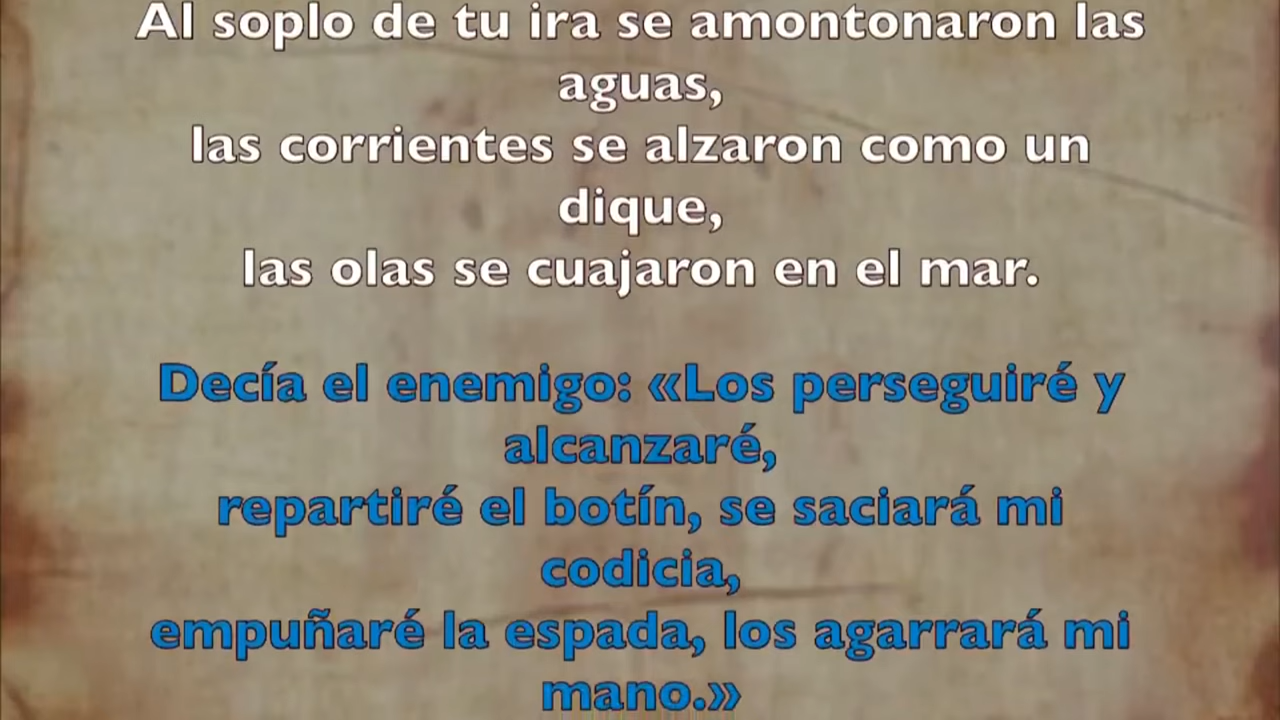 Al soplo de tu ira se amontonaron las
aguas,
las corrientes se alzaron como un
dique,
las olas se cuajaron en el mar.
Decía el enemigo: «Los perseguiré y
alcanzaré,
repartiré el botín, se saciará mi
codicia,
empuñaré la espada, los agarrará mi
mano.»